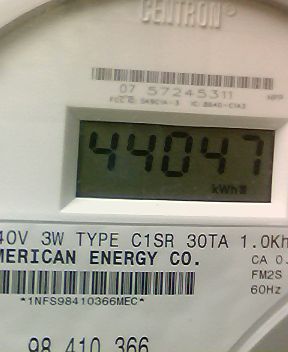 CENTRON®
07 57245311
44047
kWh
40V 3W TYPE C1SR 30TA 1.0Kh
MERICAN ENERGY CO.
CA 0.
FM2S
60Hz
*1NFS98410366MEC*
98 410 366